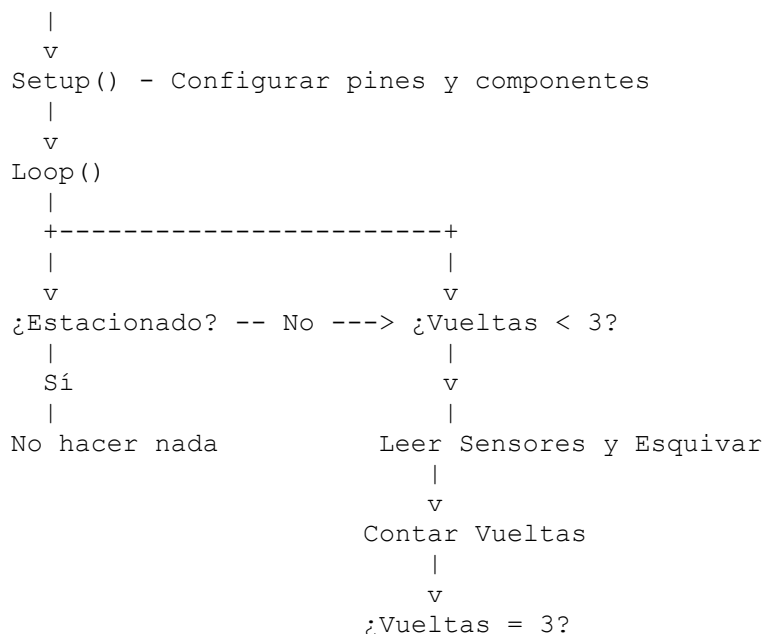 |
v
Setup() - Configurar pines y componentes
|
v
Loop()
|
+------------------------+
| |
v v
¿Estacionado? -- No ---> ¿Vueltas < 3?
| |
Sí v
| |
No hacer nada Leer Sensores y Esquivar
|
v
Contar Vueltas
|
v
¿Vueltas = 3?